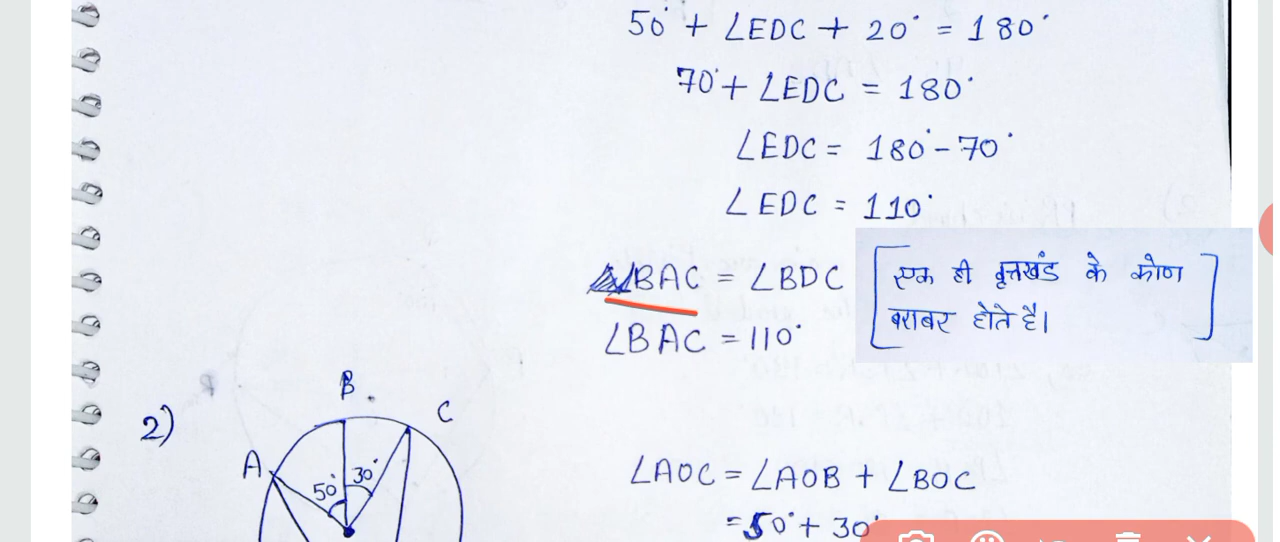 50° + ∠EDC + 20° = 180°
70° + ∠EDC = 180°
∠EDC = 180° - 70°
∠EDC = 110°
∠BAC = ∠BDC [एक ही वृत्तखंड के कोण
बराबर होते है।]
∠BAC = 110°
2)
B
C
A
50° 30°
∠AOC = ∠AOB + ∠BOC
= 50° + 30°